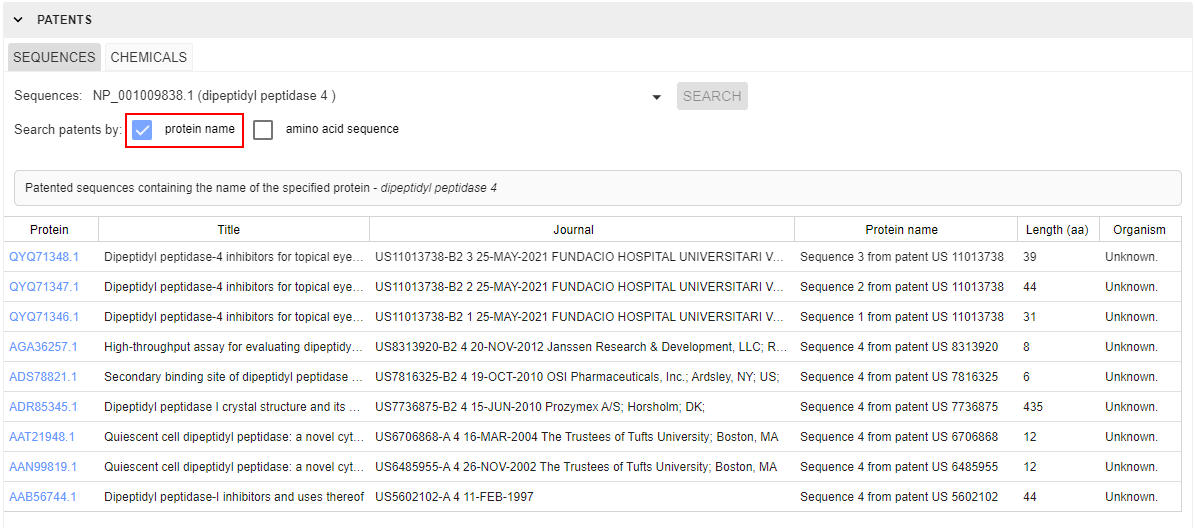 PATENTS
SEQUENCES CHEMICALS
Sequences: NP_001009838.1 (dipeptidyl peptidase 4 ) SEARCH
Search patents by: protein name amino acid sequence
Patented sequences containing the name of the specified protein - dipeptidyl peptidase 4
Protein Title Journal Protein name Length (aa) Organism
QYQ71348.1 Dipeptidyl peptidase-4 inhibitors for topical eye... US11013738-B2 3 25-MAY-2021 FUNDACIO HOSPITAL UNIVERSITARI V... Sequence 3 from patent US 11013738 39 Unknown.
QYQ71347.1 Dipeptidyl peptidase-4 inhibitors for topical eye... US11013738-B2 2 25-MAY-2021 FUNDACIO HOSPITAL UNIVERSITARI V... Sequence 2 from patent US 11013738 44 Unknown.
QYQ71346.1 Dipeptidyl peptidase-4 inhibitors for topical eye... US11013738-B2 1 25-MAY-2021 FUNDACIO HOSPITAL UNIVERSITARI V... Sequence 1 from patent US 11013738 31 Unknown.
AGA36257.1 High-throughput assay for evaluating dipeptidy... US8313920-B2 4 20-NOV-2012 Janssen Research & Development, LLC; R... Sequence 4 from patent US 8313920 8 Unknown.
ADS78821.1 Secondary binding site of dipeptidyl peptidase ... US7816325-B2 4 19-OCT-2010 OSI Pharmaceuticals, Inc.; Ardsley, NY; US; Sequence 4 from patent US 7816325 6 Unknown.
ADR85345.1 Dipeptidyl peptidase I crystal structure and its ... US7736875-B2 4 15-JUN-2010 Prozymex A/S; Horsholm; DK; Sequence 4 from patent US 7736875 435 Unknown.
AAT21948.1 Quiescent cell dipeptidyl peptidase: a novel cyt... US6706868-A 4 16-MAR-2004 The Trustees of Tufts University; Boston, MA Sequence 4 from patent US 6706868 12 Unknown.
AAN99819.1 Quiescent cell dipeptidyl peptidase: a novel cyt... US6485955-A 4 26-NOV-2002 The Trustees of Tufts University; Boston, MA Sequence 4 from patent US 6485955 12 Unknown.
AAB56744.1 Dipeptidyl peptidase-I inhibitors and uses thereof US5602102-A 4 11-FEB-1997 Sequence 4 from patent US 5602102 44 Unknown.